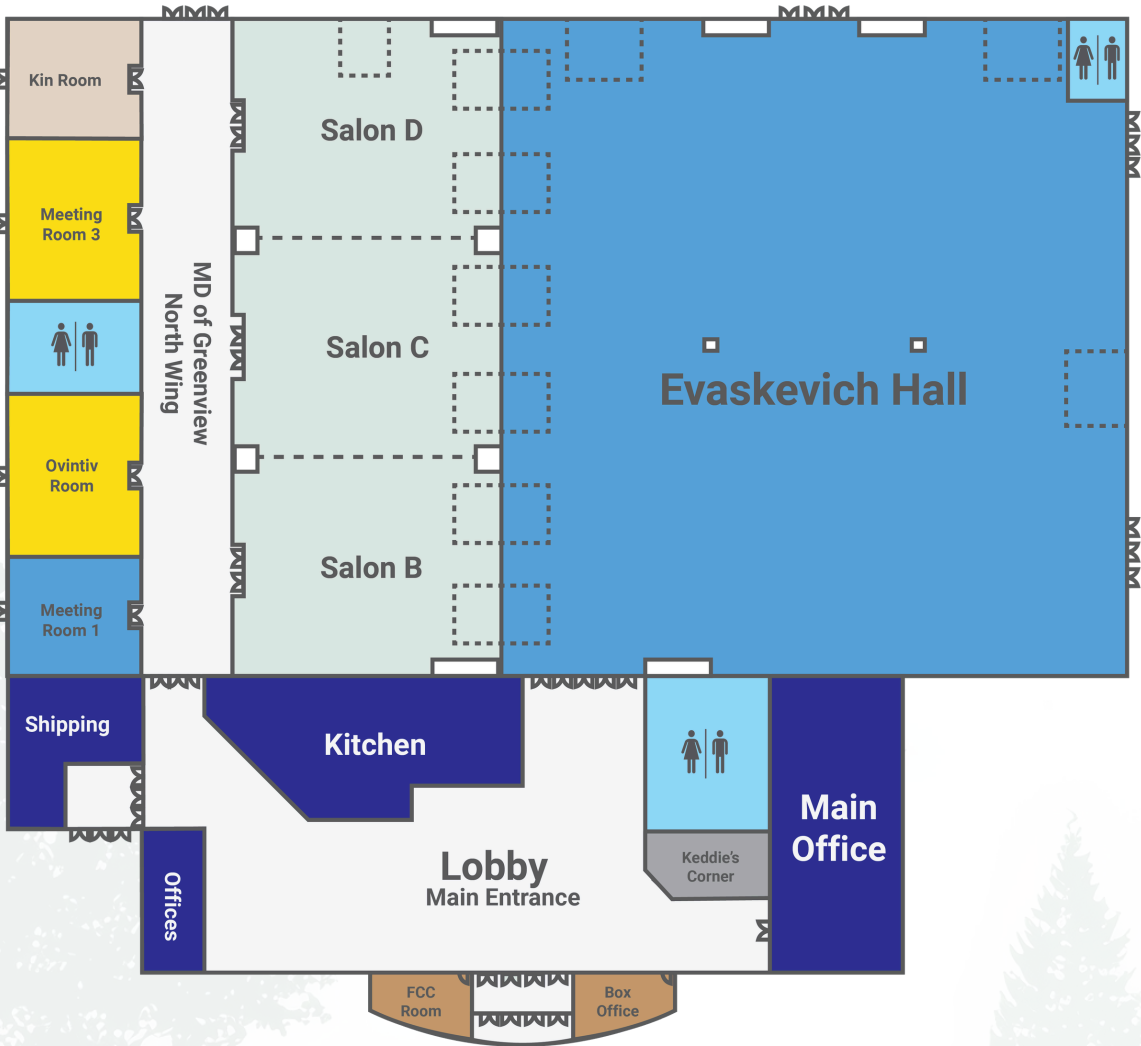 Kin Room
Salon D
Meeting
Room 3
MD of Greenview
North Wing
Salon C
Evaskevich Hall
Ovintiv
Room
Salon B
Meeting
Room 1
Shipping
Kitchen
Main
Office
Lobby
Main Entrance
Keddie's
Corner
Offices
FCC
Room
Box
Office